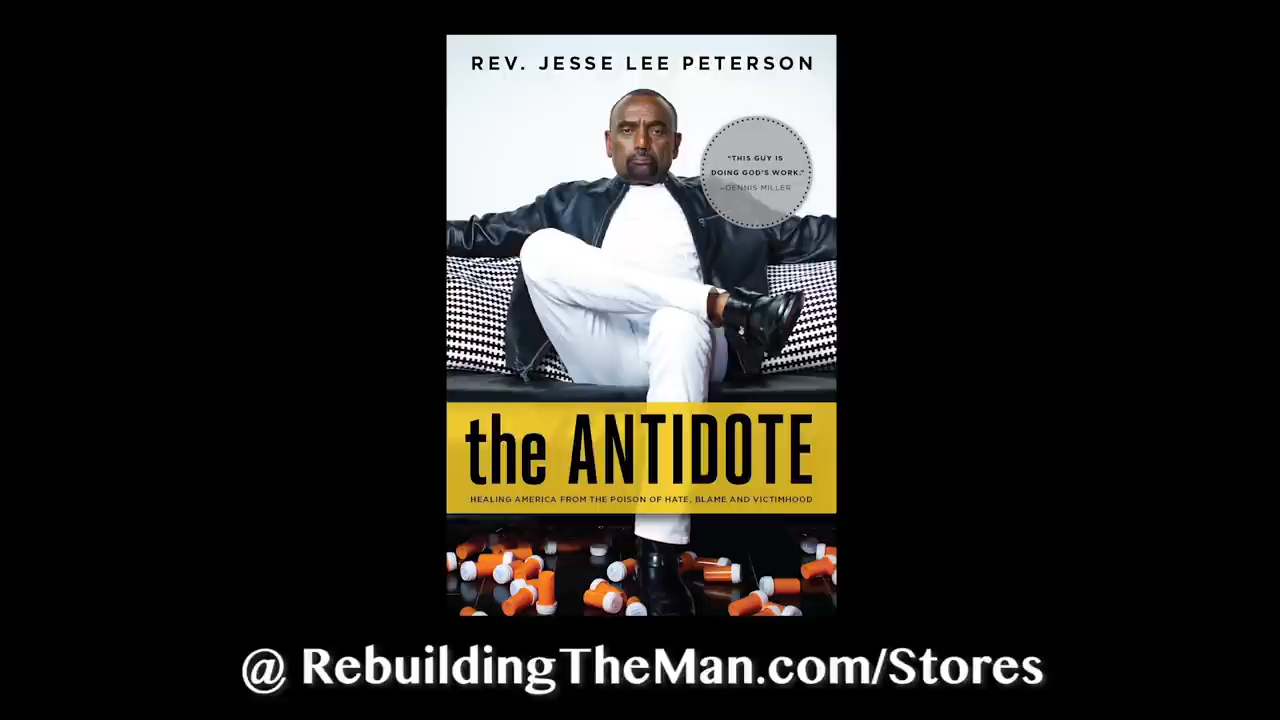 REV. JESSE LEE PETERSON
"THIS GUY IS
DOING GOD'S WORK."
—DENNIS MILLER
the ANTIDOTE
HEALING AMERICA FROM THE POISON OF HATE, BLAME AND VICTIMHOOD
@ RebuildingTheMan.com/Stores